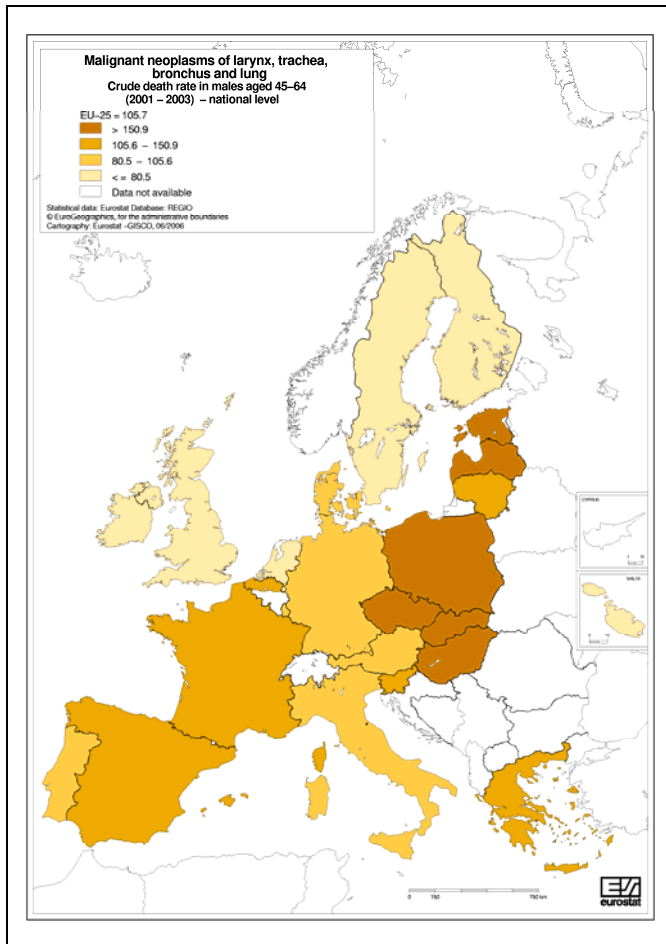 Malignant neoplasms of larynx, trachea,
bronchus and lung
Crude death rate in males aged 45–64
(2001 – 2003) – national level
EU–25 = 105.7
> 150.9
105.6 – 150.9
80.5 – 105.6
<= 80.5
Data not available
Statistical data: Eurostat Database: REGIO
© EuroGeographics, for the administrative boundaries
Cartography: Eurostat –GISCO, 06/2006
CYPRUS
MALTA
0 150 750 km
eurostat